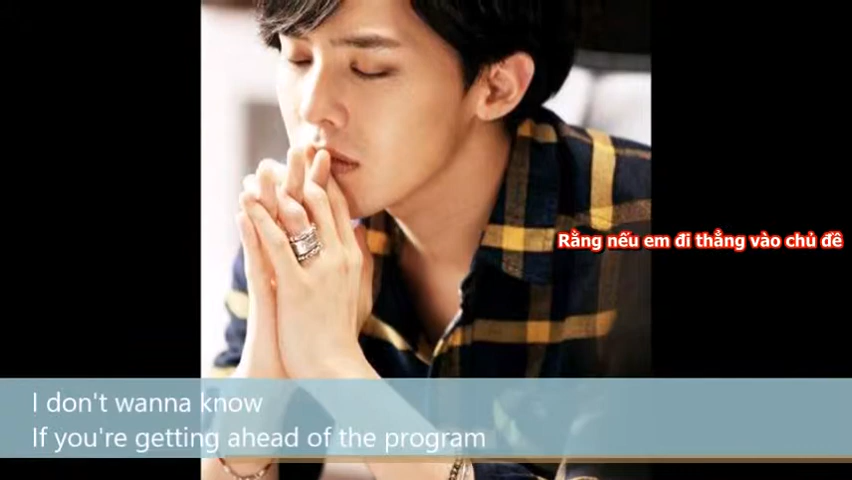 Rằng nếu em đi thẳng vào chủ đề
I don't wanna know
If you're getting ahead of the program